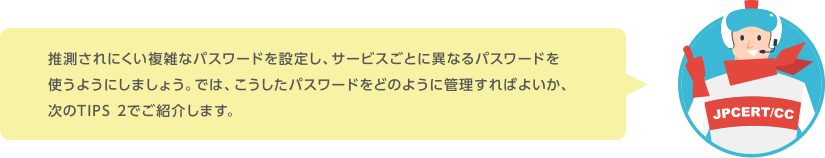 推測されにくい複雑なパスワードを設定し、サービスごとに異なるパスワードを
使うようにしましょう。では、こうしたパスワードをどのように管理すればよいか、
次のTIPS 2でご紹介します。
JPCERT/CC